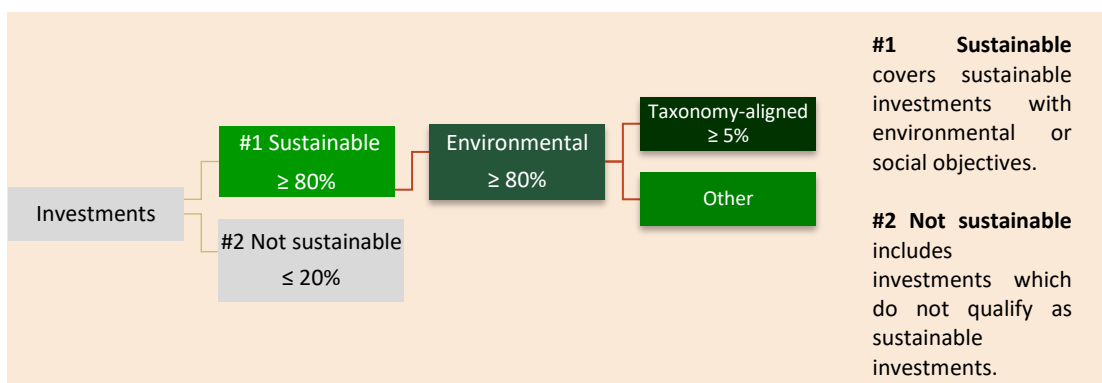 Investments
#1 Sustainable
≥ 80%
#2 Not sustainable
≤ 20%
Environmental
≥ 80%
Taxonomy-aligned
≥ 5%
Other
#1 Sustainable
covers sustainable
investments with
environmental or
social objectives.
#2 Not sustainable
includes
investments which
do not qualify as
sustainable
investments.